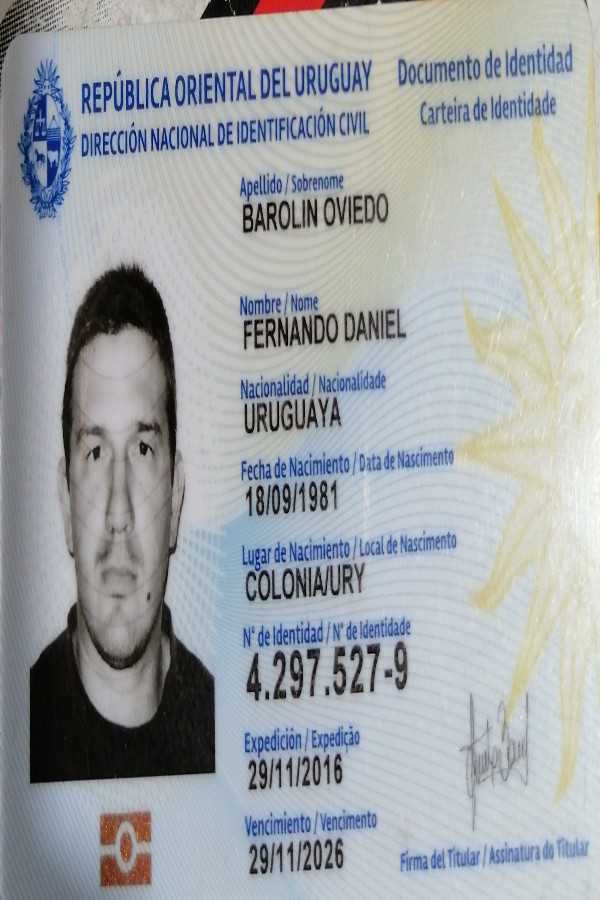 REPÚBLICA ORIENTAL DEL URUGUAY
DIRECCIÓN NACIONAL DE IDENTIFICACIÓN CIVIL
Documento de Identidad
Carteira de Identidade
Apellido / Sobrenome
BAROLIN OVIEDO
Nombre / Nome
FERNANDO DANIEL
Nacionalidad / Nacionalidade
URUGUAYA
Fecha de Nacimiento / Data de Nascimento
18/09/1981
Lugar de Nacimiento / Local de Nascimento
COLONIA/URY
N° de Identidad / N° de Identidade
4.297.527-9
Expedición / Expedição
29/11/2016
Vencimiento / Vencimento
29/11/2026
Firma del Titular / Assinatura do Titular